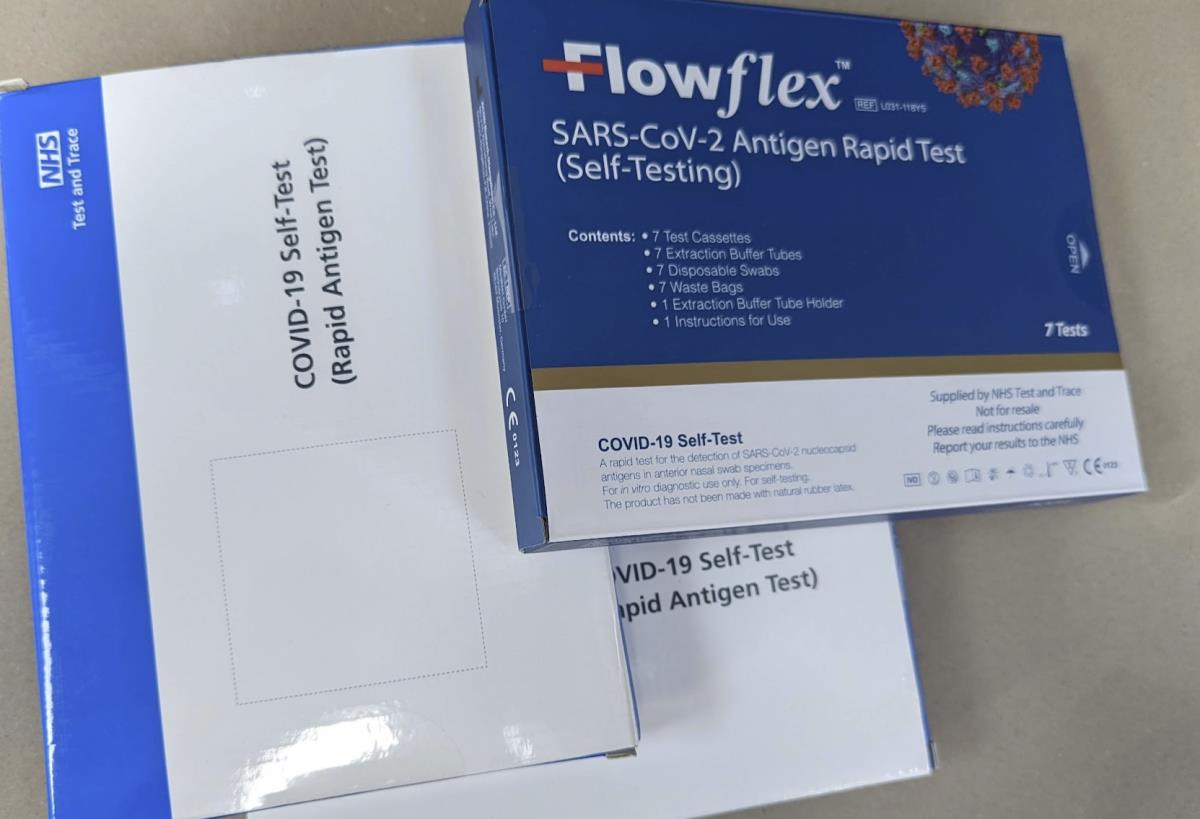 NHS
Test and Trace
COVID-19 Self-Test
(Rapid Antigen Test)
Flowflex™
REF L031-118Y5
SARS-CoV-2 Antigen Rapid Test
(Self-Testing)
Contents: • 7 Test Cassettes
• 7 Extraction Buffer Tubes
• 7 Disposable Swabs
• 7 Waste Bags
• 1 Extraction Buffer Tube Holder
• 1 Instructions for Use
OPEN
7 Tests
Supplied by NHS Test and Trace
Not for resale
Please read instructions carefully
Report your results to the NHS
COVID-19 Self-Test
A rapid test for the detection of SARS-CoV-2 nucleocapsid
antigens in anterior nasal swab specimens.
For in vitro diagnostic use only. For self-testing.
The product has not been made with natural rubber latex.
IVD
CE 0123
CE 0123
VID-19 Self-Test
pid Antigen Test)